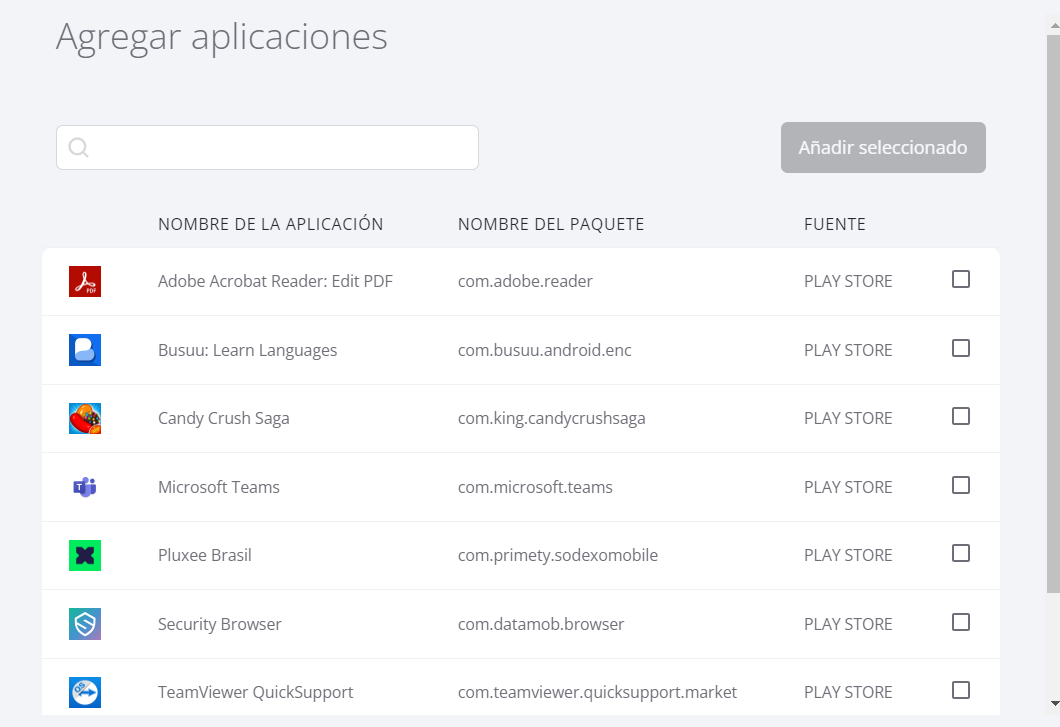 Agregar aplicaciones
Añadir seleccionado
NOMBRE DE LA APLICACIÓN NOMBRE DEL PAQUETE FUENTE
PDF Adobe Acrobat Reader: Edit PDF com.adobe.reader PLAY STORE
Busuu: Learn Languages com.busuu.android.enc PLAY STORE
Candy Crush Saga com.king.candycrushsaga PLAY STORE
T Microsoft Teams com.microsoft.teams PLAY STORE
Pluxee Brasil com.primety.sodexomobile PLAY STORE
Security Browser com.datamob.browser PLAY STORE
QS TeamViewer QuickSupport com.teamviewer.quicksupport.market PLAY STORE